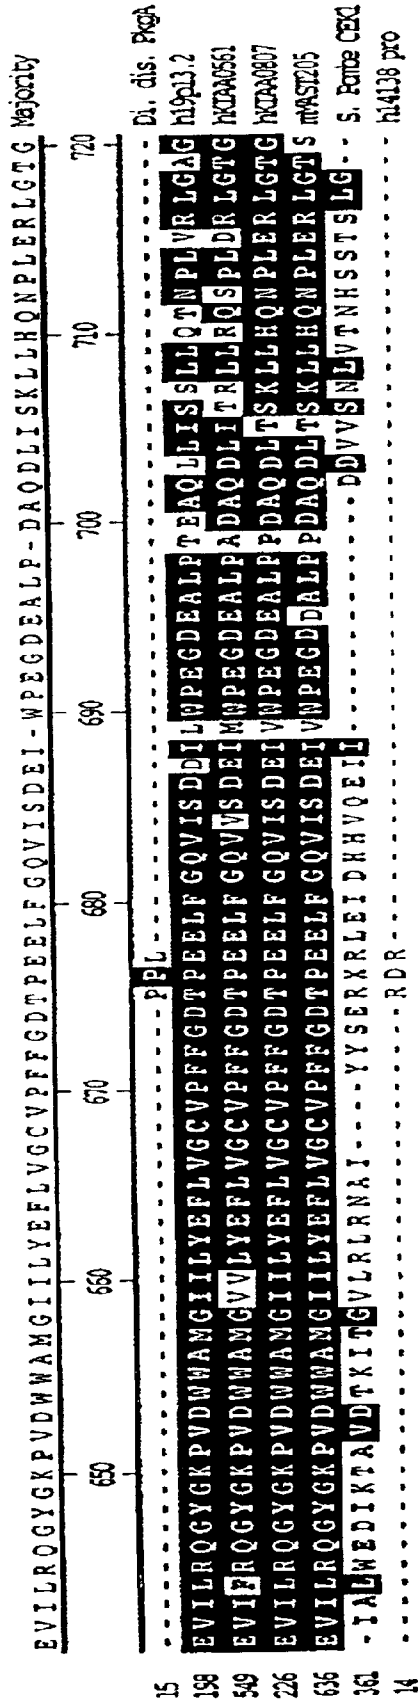 EVILRQGYGKPVDWWAMGIILYEFLVGCVPFFGDTPEELFGQVISDEI-WPEGDEALP-DAQDLISKLLHQNPLERLGTG Majority
650 660 670 680 690 700 710 720
15 ----------------------------------PPL------------------------------------------- Di. dis. PkgA
198 EVILRQGYGKPVDWWAMGIILYEFLVGCVPFFGDTPEELFGQVISDDILWPEGDEALPTEAQLLISSLLQTNPLVRLGAG h19p13.2
549 EVIFRQGYGKPVDWWAMGVVLYEFLVGCVPFFGDTPEELFGQVVSDEIMWPEGDEALPADAQDLITRLLRQSPLDRLGTG hKIAA0561
226 EVILRQGYGKPVDWWAMGIILYEFLVGCVPFFGDTPEELFGQVISDEIVWPEGDEALPPDAQDLTSKLLHQNPLERLGTG hKIAA0807
636 EVILRQGYGKPVDWWAMGIILYEFLVGCVPFFGDTPEELFGQVISDEIVWPEGDDALPPDAQDLTSKLLHQNPLERLGTS mMAST205
361 -IALWEDIKTAVDTKITGVLRLRNAI----YYSERXRLEIDHHVQEIL-------------DDVVSNLVTNHSSTSLG-- S. Pombe CEK1
14 ----------------------------------RDR------------------------------------------- h14138 pro